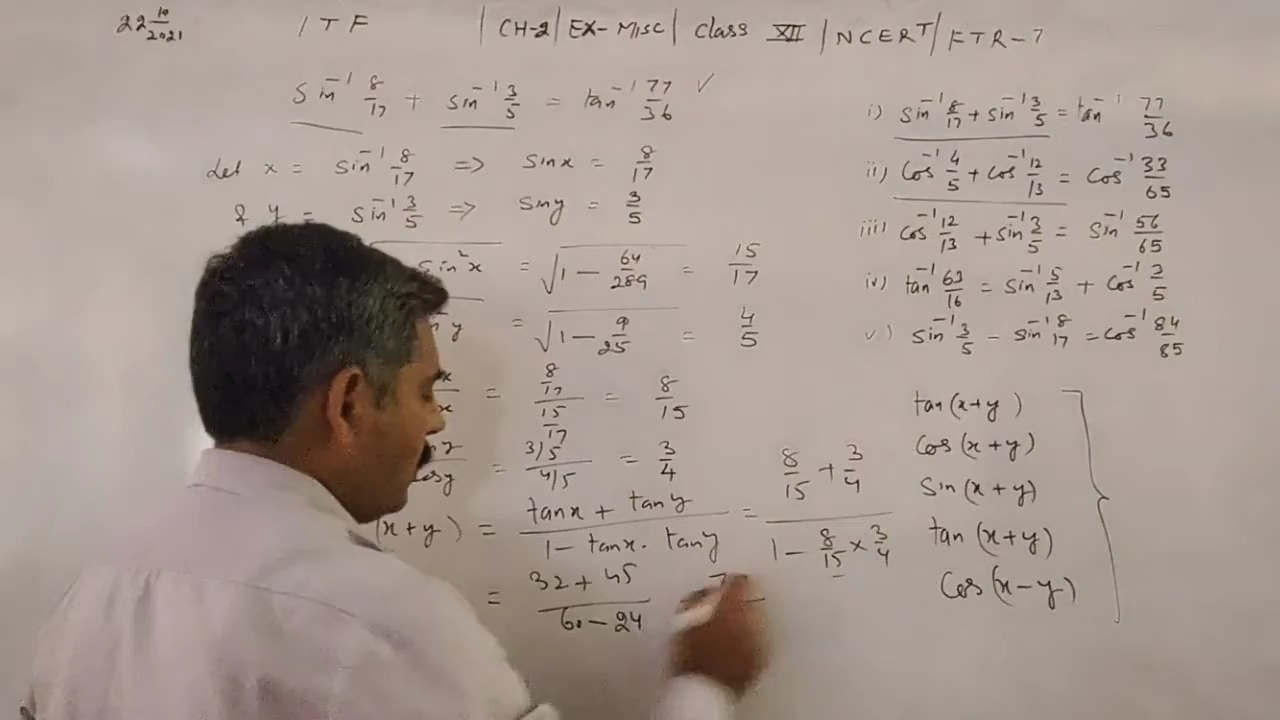 22 10/2021 ITF | CH-2 | EX-MISC | Class XII | NCERT | FTR-7
sin⁻¹ 8/17 + sin⁻¹ 3/5 = tan⁻¹ 77/36 ✓
Let x = sin⁻¹ 8/17 => sinx = 8/17
& y = sin⁻¹ 3/5 => siny = 3/5
sin²x = √(1 - 64/289) = 15/17
y = √(1 - 9/25) = 4/5
x/x = (8/17)/(15/17) = 8/15
y/cosy = (3/5)/(4/5) = 3/4
(x+y) = (tanx + tany)/(1 - tanx . tany) = (8/15 + 3/4)/(1 - 8/15 × 3/4)
= (32 + 45)/(60 - 24)
i) sin⁻¹ 8/17 + sin⁻¹ 3/5 = tan⁻¹ 77/36
ii) cos⁻¹ 4/5 + cos⁻¹ 12/13 = cos⁻¹ 33/65
iii) cos⁻¹ 12/13 + sin⁻¹ 3/5 = sin⁻¹ 56/65
iv) tan⁻¹ 63/16 = sin⁻¹ 5/13 + cos⁻¹ 3/5
v) sin⁻¹ 3/5 - sin⁻¹ 8/17 = cos⁻¹ 84/85
tan(x+y)
cos(x+y)
sin(x+y)
tan(x+y)
cos(x-y)